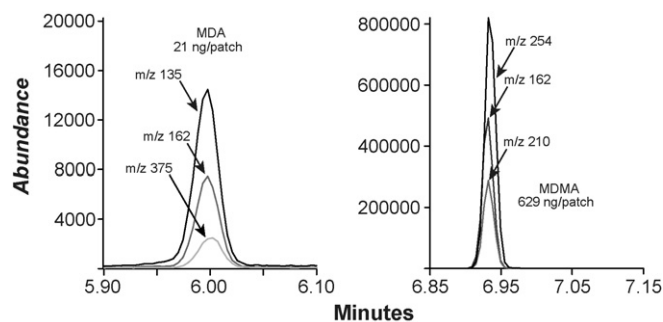 Abundance
20000
16000
12000
8000
4000
MDA
21 ng/patch
m/z 135
m/z 162
m/z 375
5.90
6.00
6.10
800000
600000
400000
200000
m/z 254
m/z 162
m/z 210
MDMA
629 ng/patch
6.85
6.95
7.05
7.15
Minutes